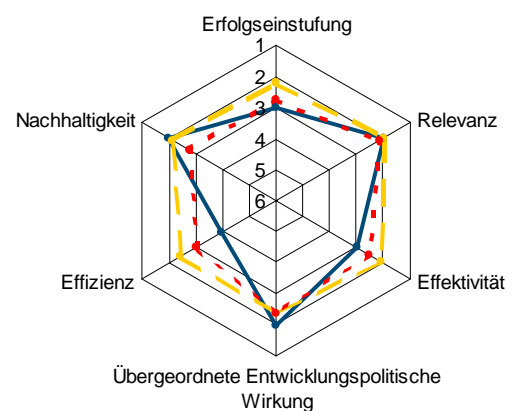 Erfolgseinstufung
1
2
3
4
5
6
Nachhaltigkeit
Relevanz
Effizienz
Effektivität
Übergeordnete Entwicklungspolitische
Wirkung